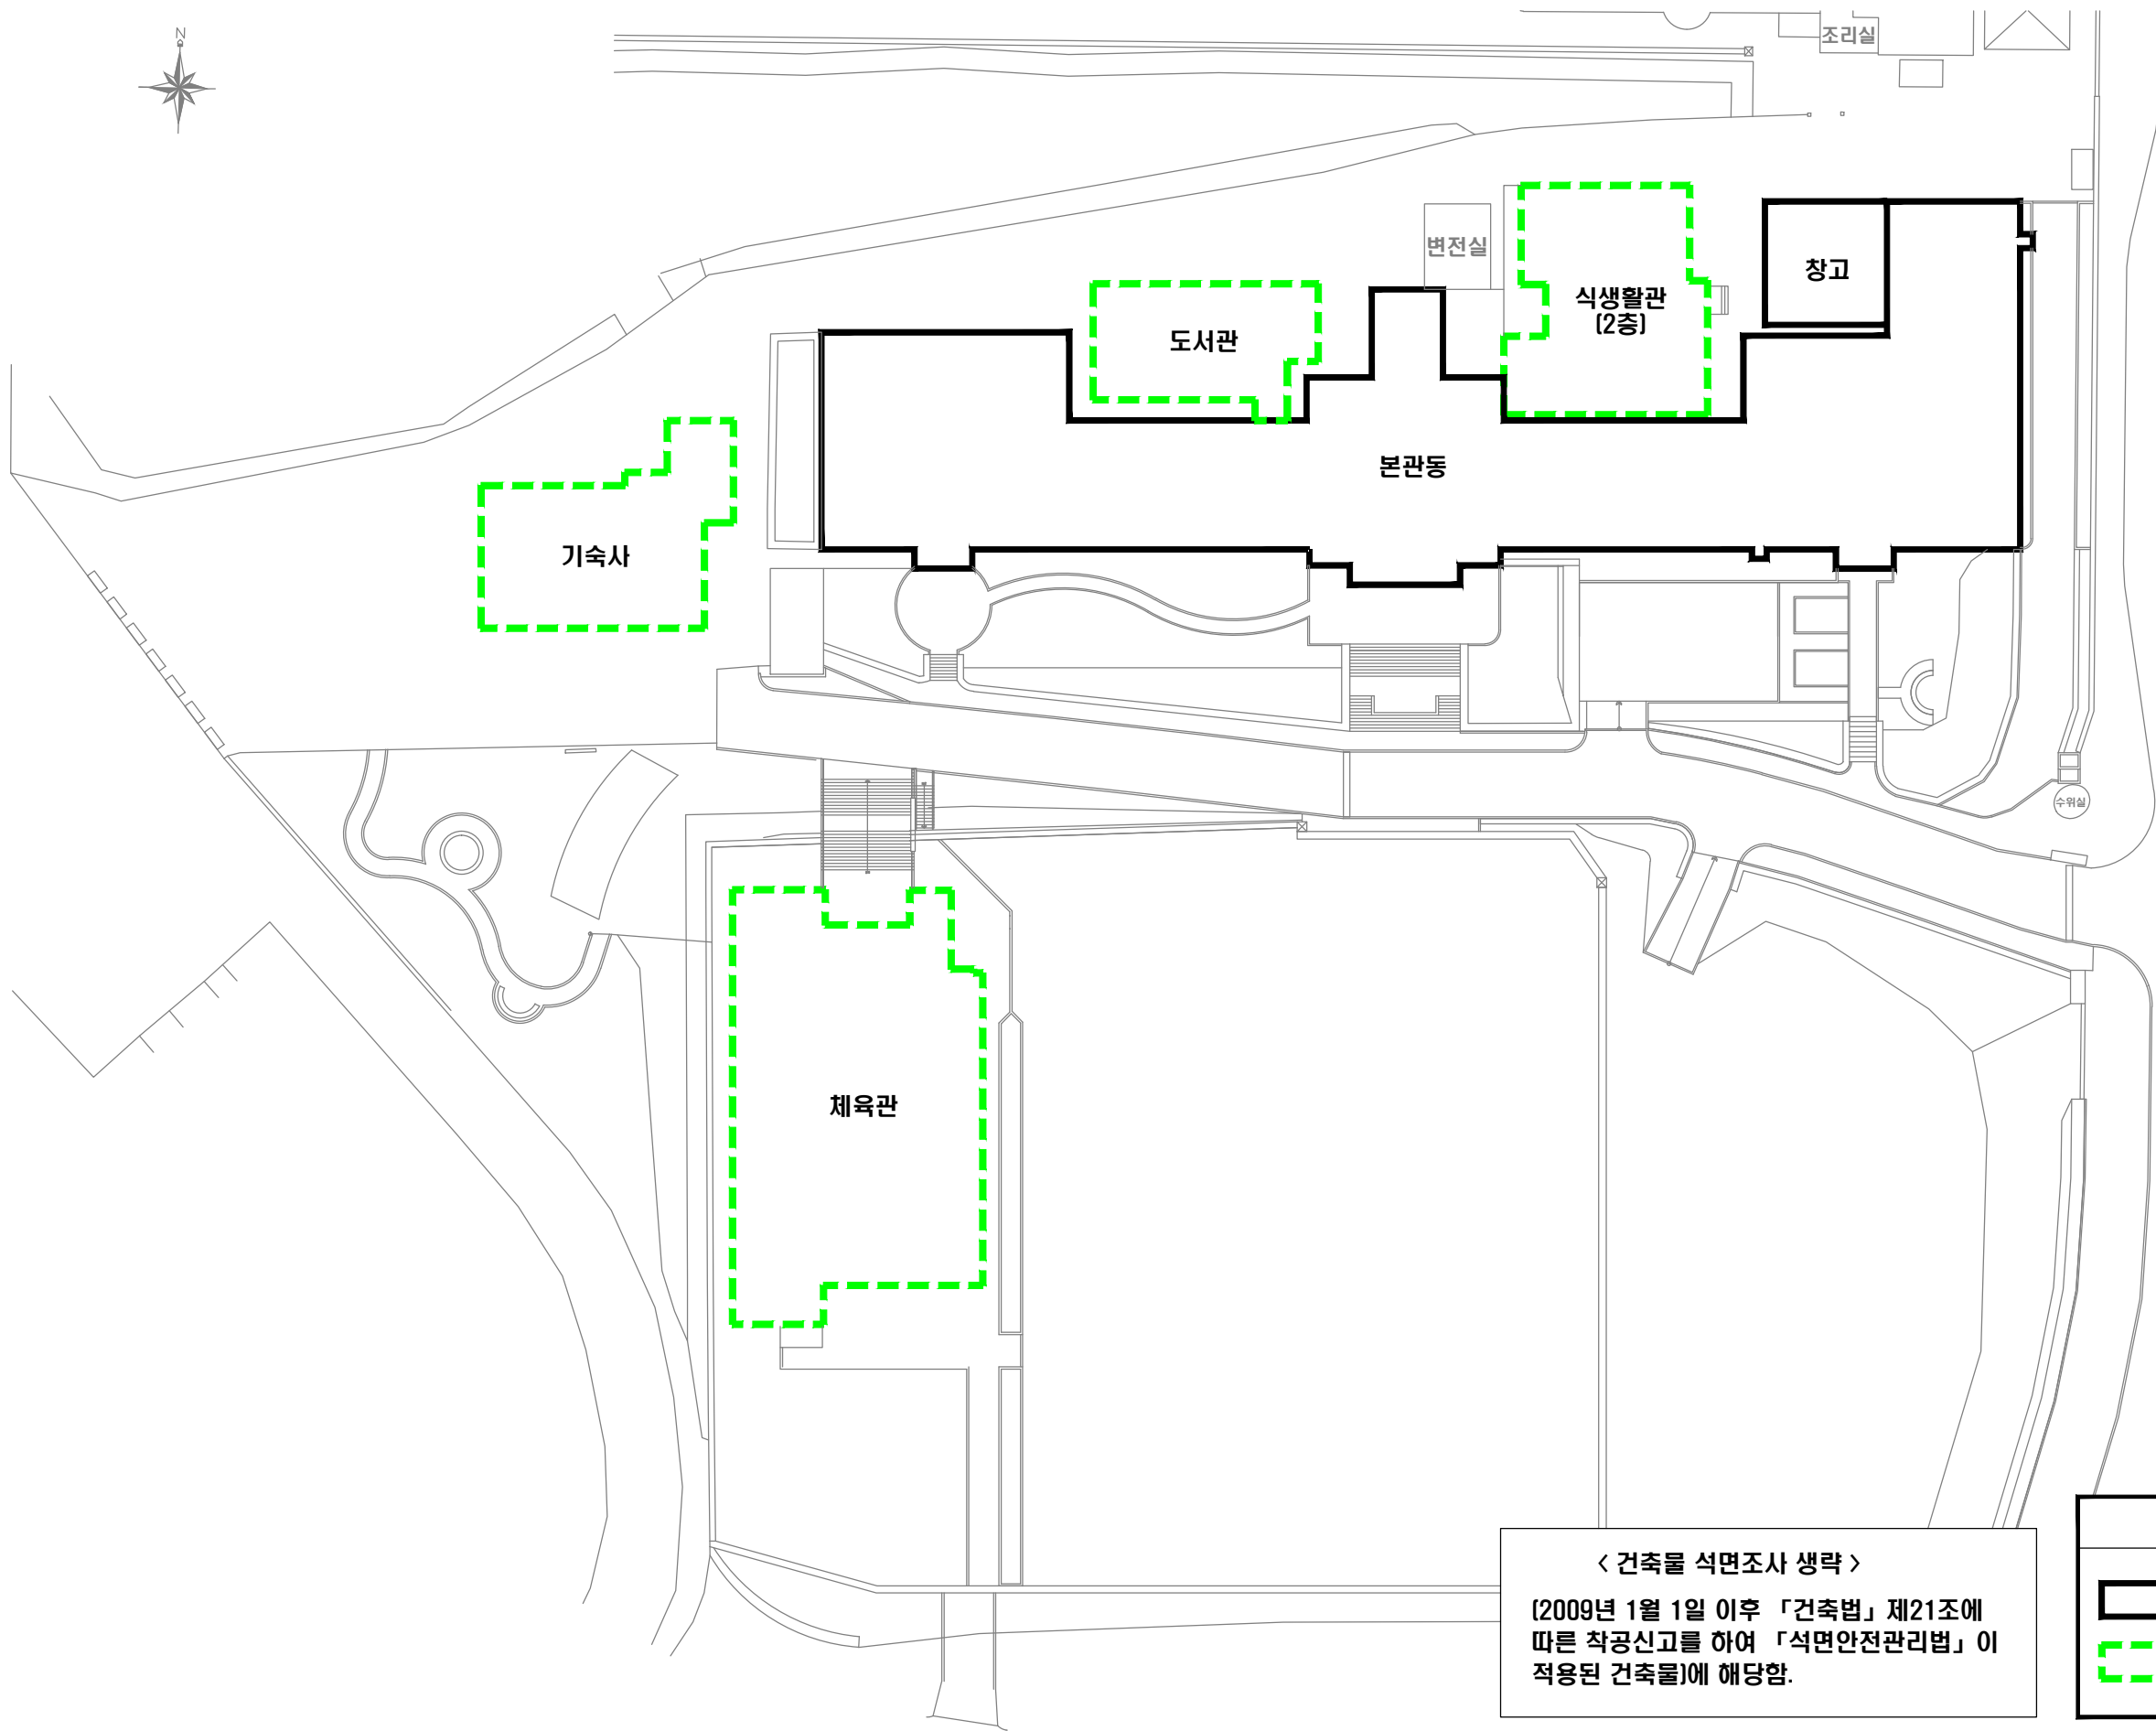 N
조리실
변전실
식생활관
(2층)
창고
도서관
본관동
기숙사
수위실
체육관
< 건축물 석면조사 생략 >
(2009년 1월 1일 이후 「건축법」 제21조에
따른 착공신고를 하여 「석면안전관리법」이
적용된 건축물)에 해당함.